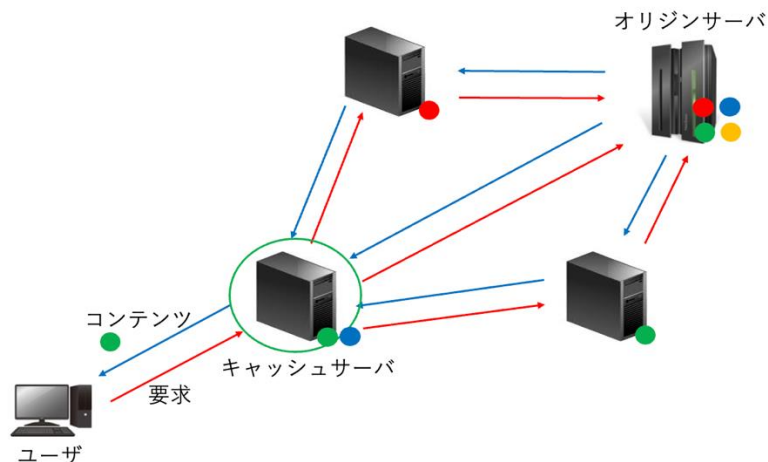 オリジンサーバ
コンテンツ
キャッシュサーバ
要求
ユーザ